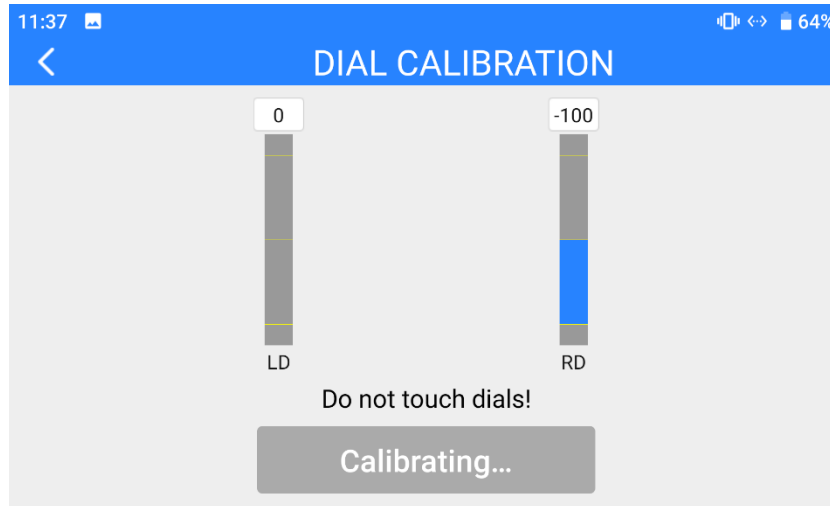 11:37 64%
DIAL CALIBRATION
0 -100
LD RD
Do not touch dials!
Calibrating...